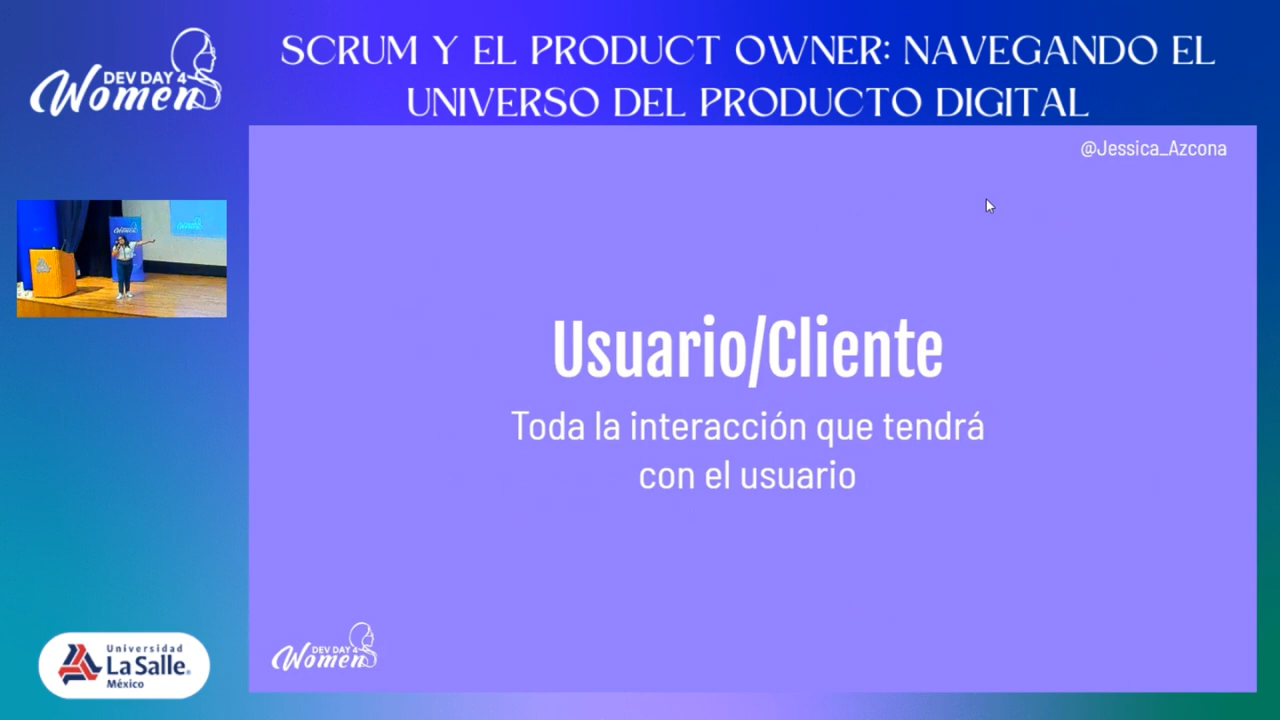 DEV DAY 4
Women
SCRUM Y EL PRODUCT OWNER: NAVEGANDO EL
UNIVERSO DEL PRODUCTO DIGITAL
@Jessica_Azcona
Usuario/Cliente
Toda la interacción que tendrá
con el usuario
DEV DAY 4
Women
Universidad
La Salle®
México